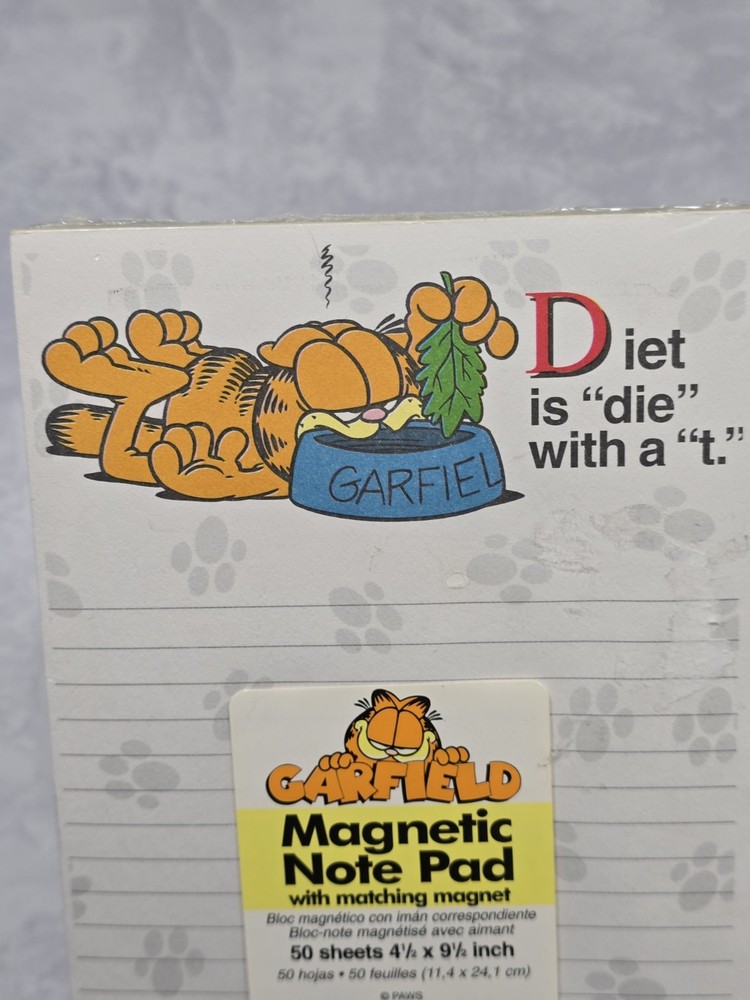 Diet
is “die”
with a “t.”
GARFIEL
GARFIELD
Magnetic
Note Pad
with matching magnet
Bloc magnético con imán correspondiente
Bloc-note magnétisé avec aimant
50 sheets 4½ x 9½ inch
50 hojas • 50 feuilles (11,4 x 24,1 cm)
© PAWS